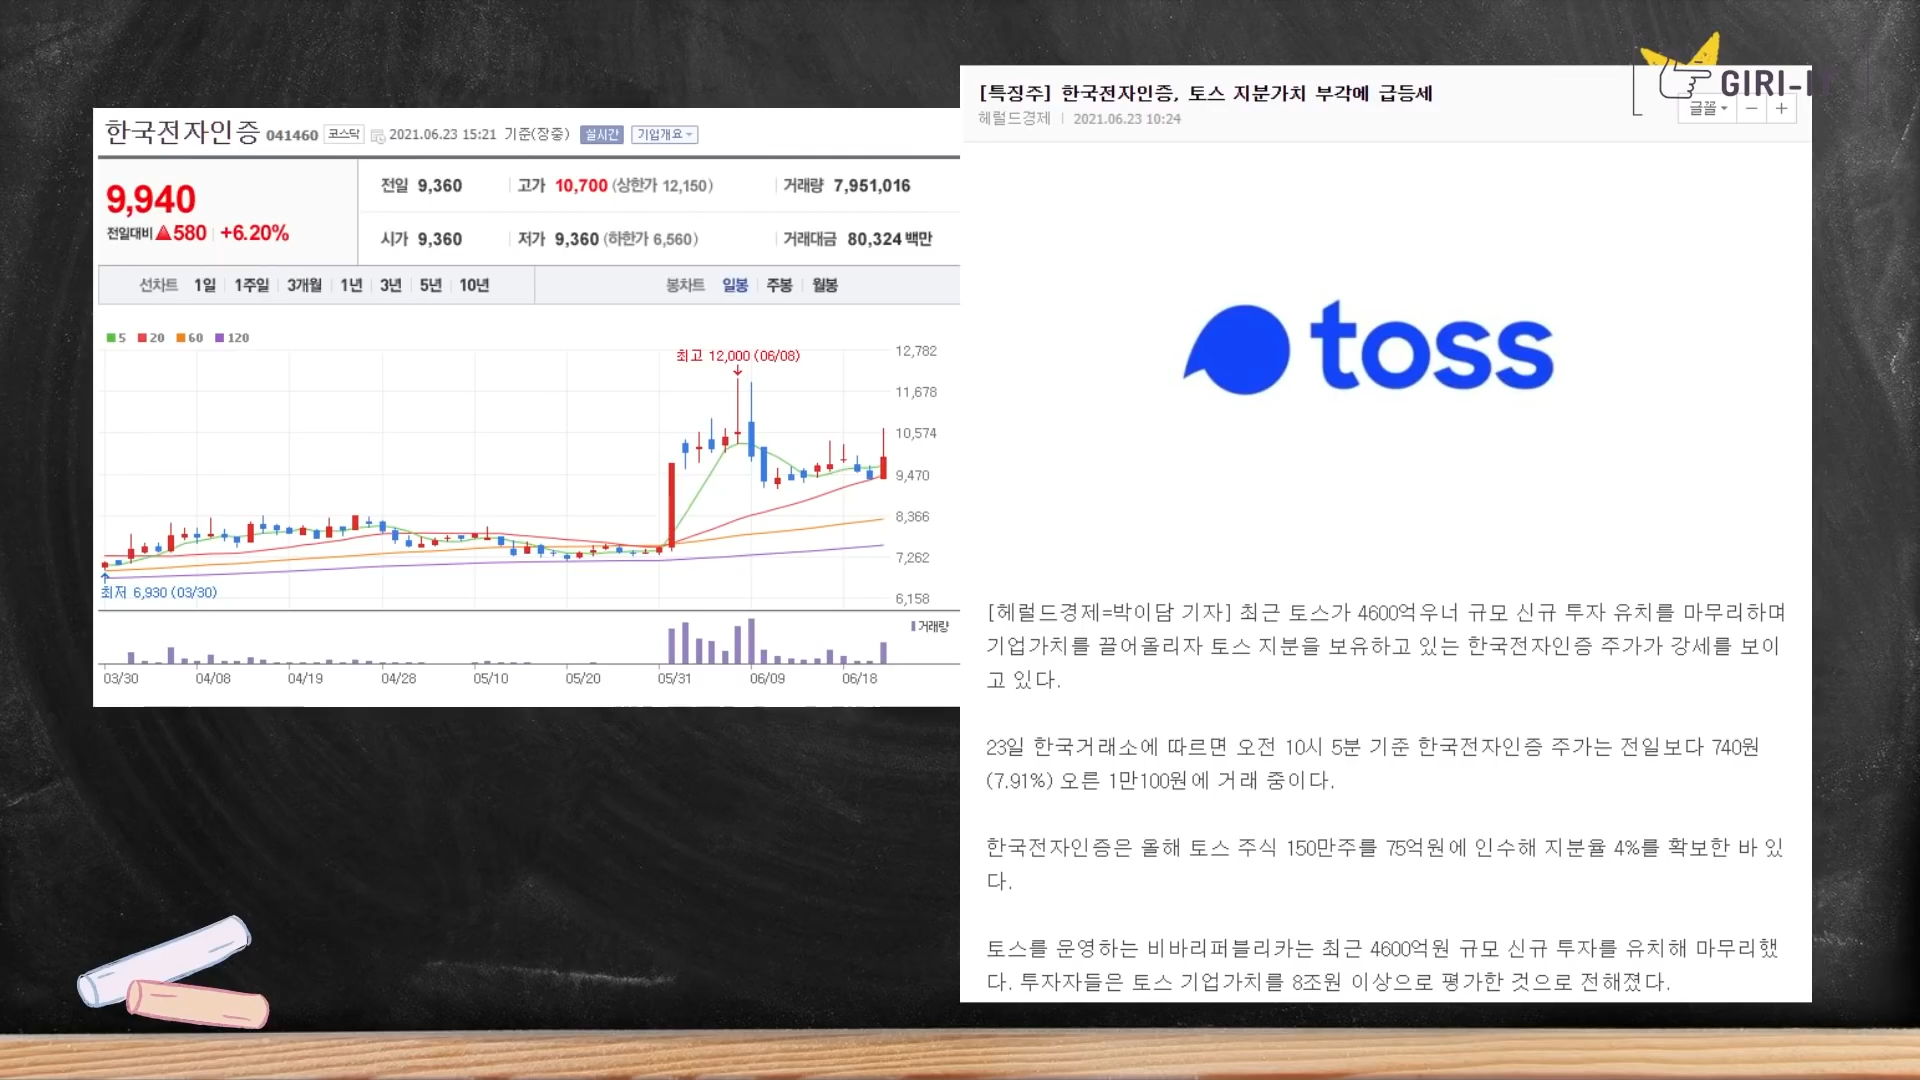 한국전자인증 041460 코스닥 2021.06.23 15:21 기준(장중) 실시간 기업개요
9,940
전일대비 ▲580 +6.20%
전일 9,360 고가 10,700 (상한가 12,150) 거래량 7,951,016
시가 9,360 저가 9,360 (하한가 6,560) 거래대금 80,324 백만
선차트 1일 1주일 3개월 1년 3년 5년 10년 봉차트 일봉 주봉 월봉
5 20 60 120
최고 12,000 (06/08)
12,782
11,678
10,574
9,470
8,366
7,262
6,158
최저 6,930 (03/30)
거래량
03/30 04/08 04/19 04/28 05/10 05/20 05/31 06/09 06/18
GIRI-IT
[특징주] 한국전자인증, 토스 지분가치 부각에 급등세
헤럴드경제 | 2021.06.23 10:24
글꼴 − +
toss
[헤럴드경제=박이담 기자] 최근 토스가 4600억우너 규모 신규 투자 유치를 마무리하며
기업가치를 끌어올리자 토스 지분을 보유하고 있는 한국전자인증 주가가 강세를 보이
고 있다.
23일 한국거래소에 따르면 오전 10시 5분 기준 한국전자인증 주가는 전일보다 740원
(7.91%) 오른 1만100원에 거래 중이다.
한국전자인증은 올해 토스 주식 150만주를 75억원에 인수해 지분율 4%를 확보한 바 있
다.
토스를 운영하는 비바리퍼블리카는 최근 4600억원 규모 신규 투자를 유치해 마무리했
다. 투자자들은 토스 기업가치를 8조원 이상으로 평가한 것으로 전해졌다.